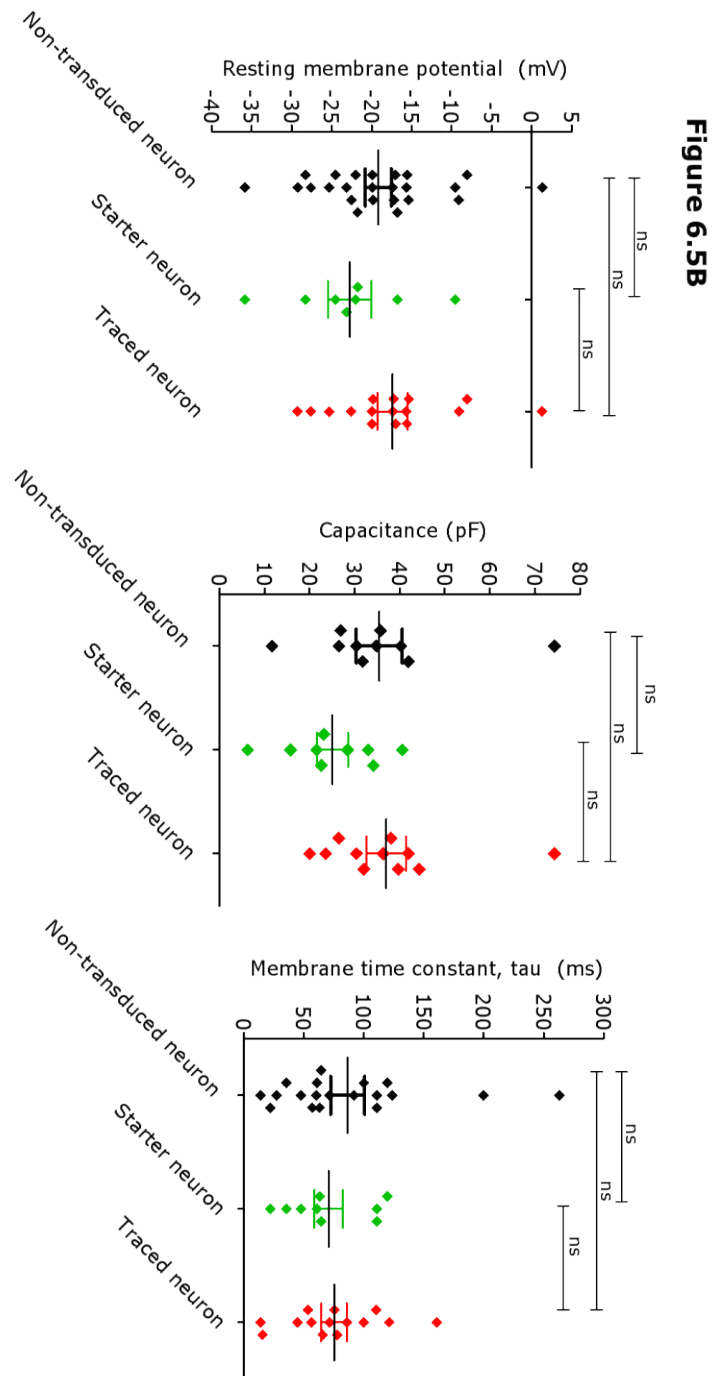 Figure 6.5B
Resting membrane potential (mV)
5
0
-5
-10
-15
-20
-25
-30
-35
-40
ns
ns
ns
Non-transduced neuron
Starter neuron
Traced neuron
Capacitance (pF)
80
70
60
50
40
30
20
10
0
ns
ns
ns
Non-transduced neuron
Starter neuron
Traced neuron
Membrane time constant, tau (ms)
300
250
200
150
100
50
0
ns
ns
ns
Non-transduced neuron
Starter neuron
Traced neuron